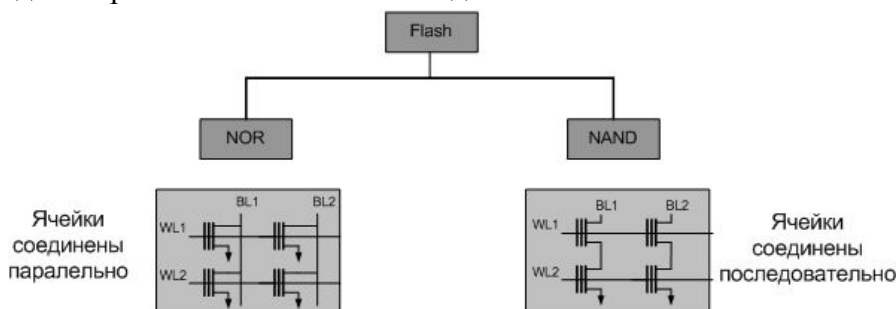 Flash
NOR
NAND
Ячейки
соединены
паралельно
BL1 BL2
WL1
WL2
BL1 BL2
WL1
WL2
Ячейки
соединены
последовательно